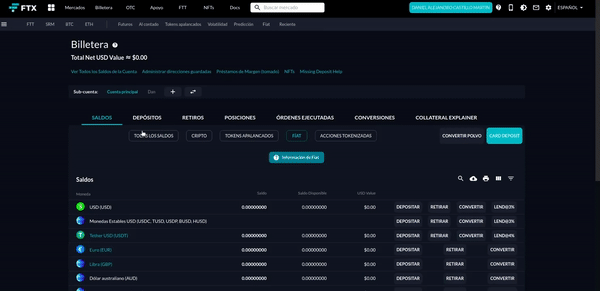 FTX Mercados Billetera OTC Apoyo FTT NFTs Docs Buscar mercado DANIEL ALEJANDRO CASTILLO MARTIN ESPAÑOL
FTT SRM BTC ETH Futuros Al contado Tokens apalancados Volatilidad Predicción Fiat Reciente
Billetera
Total Net USD Value ≈ $0.00
Ver Todos los Saldos de la Cuenta Administrar direcciones guardadas Préstamos de Margen (tomado) NFTs Missing Deposit Help
Sub-cuenta: Cuenta principal Dan +
SALDOS DEPÓSITOS RETIROS POSICIONES ÓRDENES EJECUTADAS CONVERSIONES COLLATERAL EXPLAINER
TODOS LOS SALDOS CRIPTO TOKENS APALANCADOS FIAT ACCIONES TOKENIZADAS CONVERTIR POLVO CARD DEPOSIT
Información de Fiat
Saldos
Moneda Saldo Saldo Disponible USD Value
USD (USD) 0.00000000 0.00000000 $0.00 DEPOSITAR RETIRAR CONVERTIR LEND@3%
Monedas Estables USD (USDC, TUSD, USDP, BUSD, HUSD) 0.00000000 0.00000000 $0.00 DEPOSITAR RETIRAR CONVERTIR LEND@3%
Tether USD (USDT) 0.00000000 0.00000000 $0.00 DEPOSITAR RETIRAR CONVERTIR LEND@4%
Euro (EUR) 0.00000000 0.00000000 $0.00 DEPOSITAR RETIRAR CONVERTIR
Libra (GBP) 0.00000000 0.00000000 $0.00 DEPOSITAR RETIRAR CONVERTIR
Dólar australiano (AUD) 0.00000000 0.00000000 $0.00 DEPOSITAR RETIRAR CONVERTIR